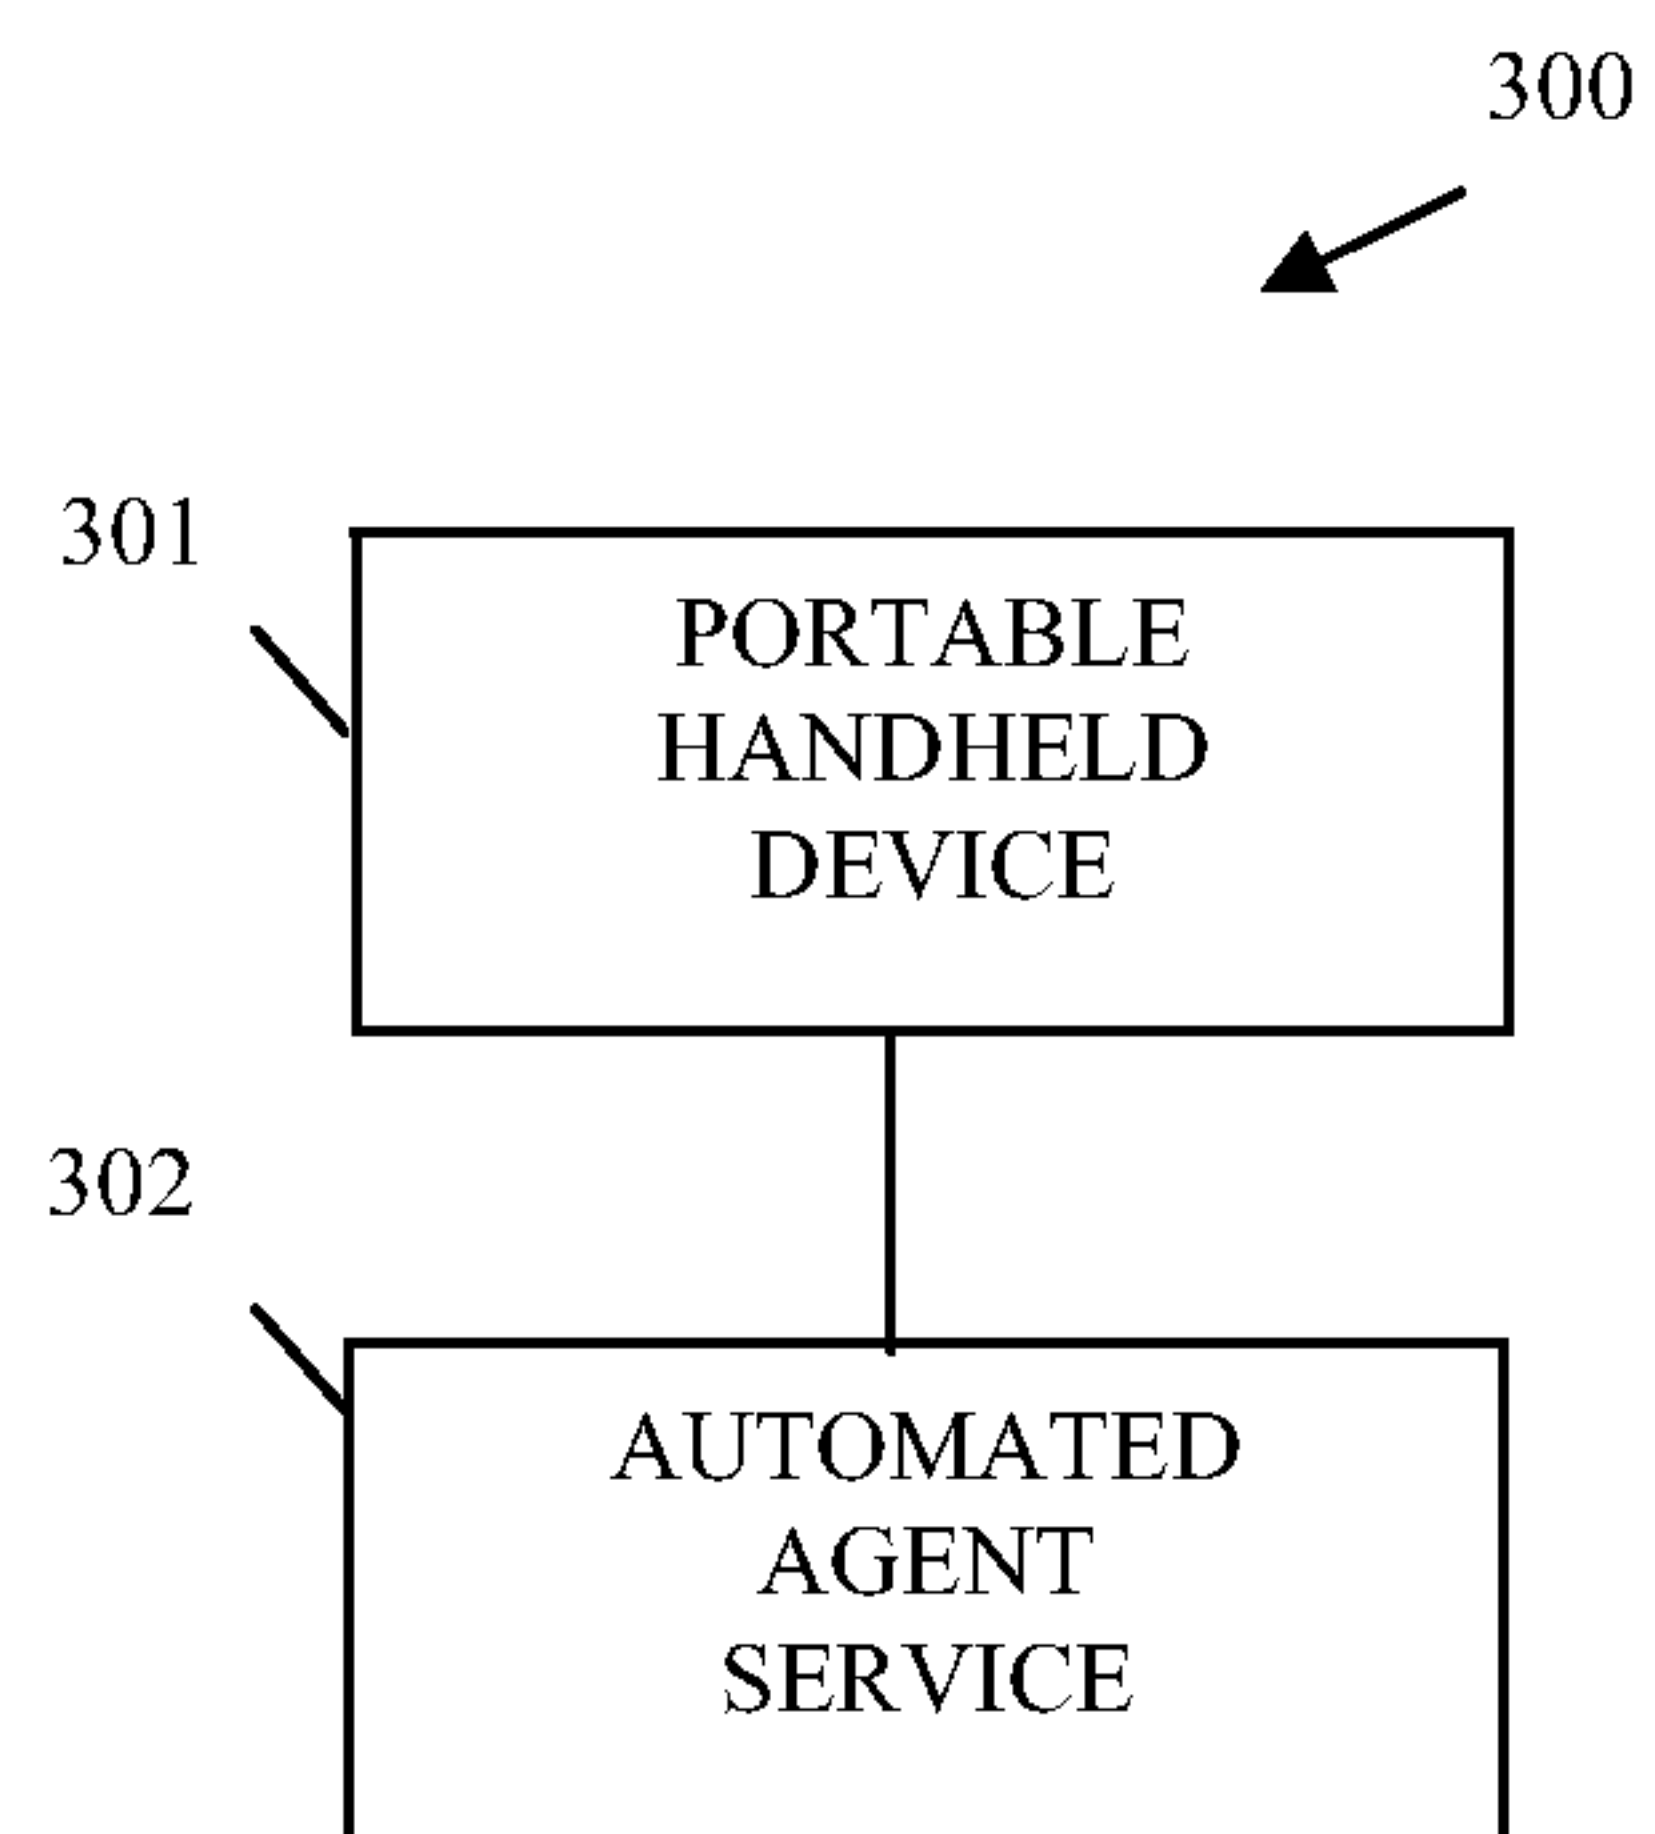 300
301
PORTABLE
HANDHELD
DEVICE
302
AUTOMATED
AGENT
SERVICE